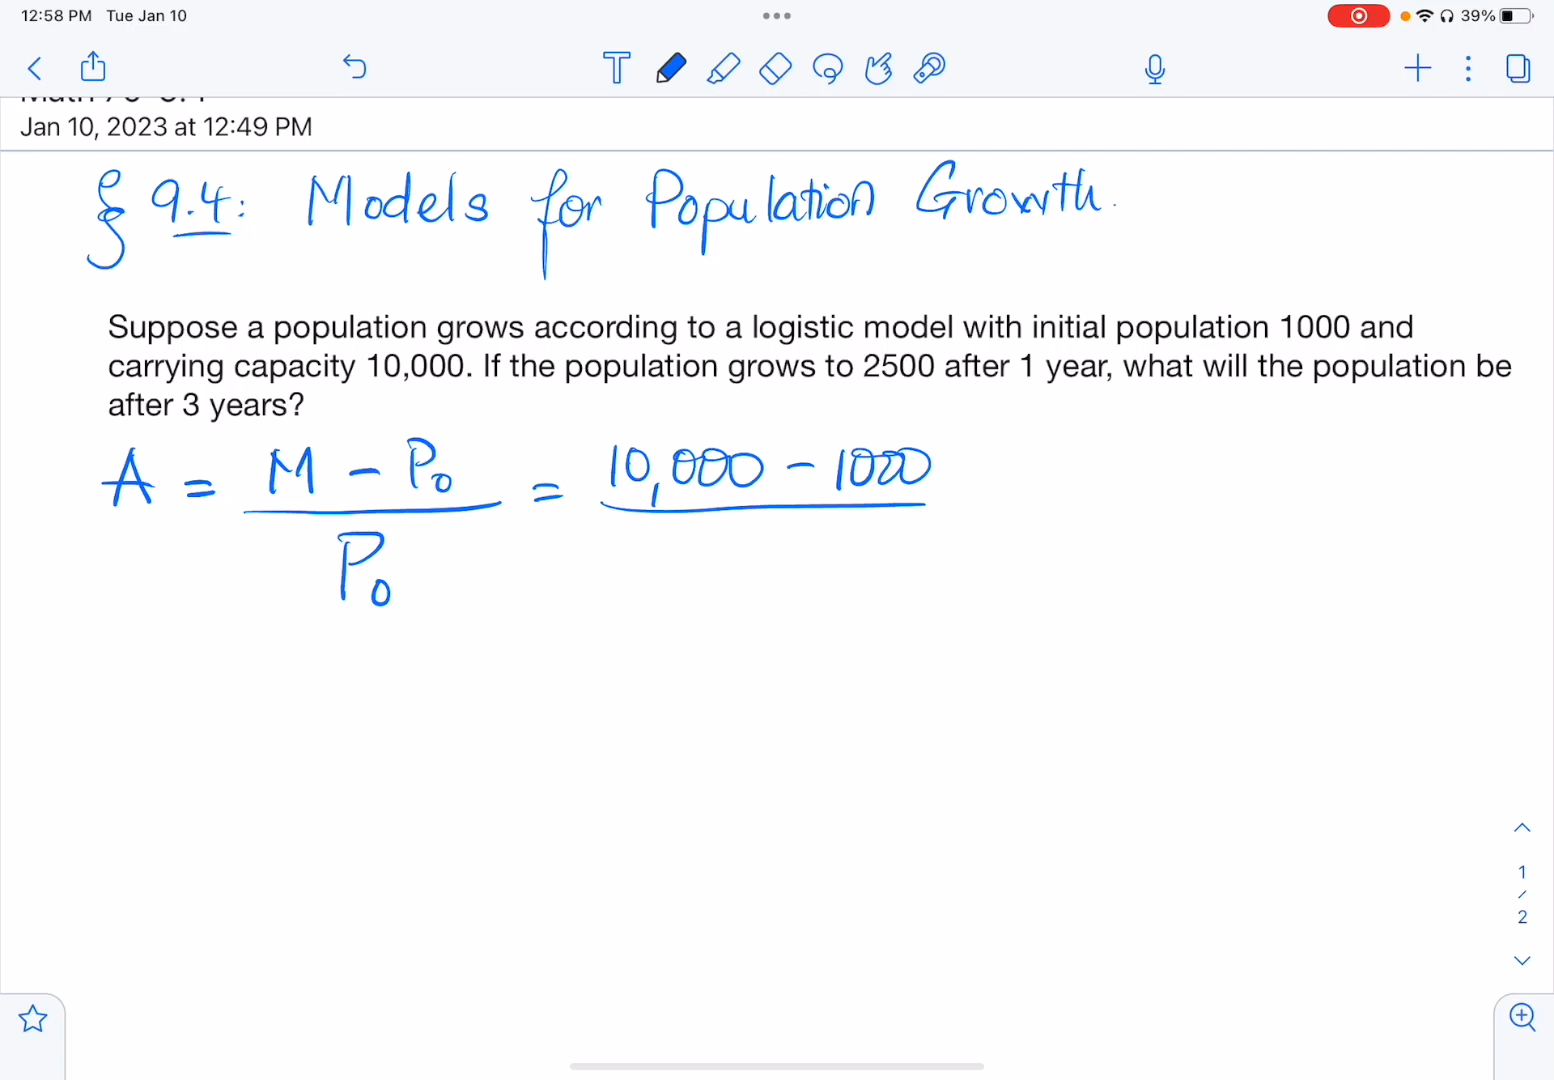 12:58 PM Tue Jan 10
39%
Jan 10, 2023 at 12:49 PM
§ 9.4: Models for Population Growth.
Suppose a population grows according to a logistic model with initial population 1000 and
carrying capacity 10,000. If the population grows to 2500 after 1 year, what will the population be
after 3 years?
A = M - P₀ = 10,000 - 1000
P₀
1
/
2